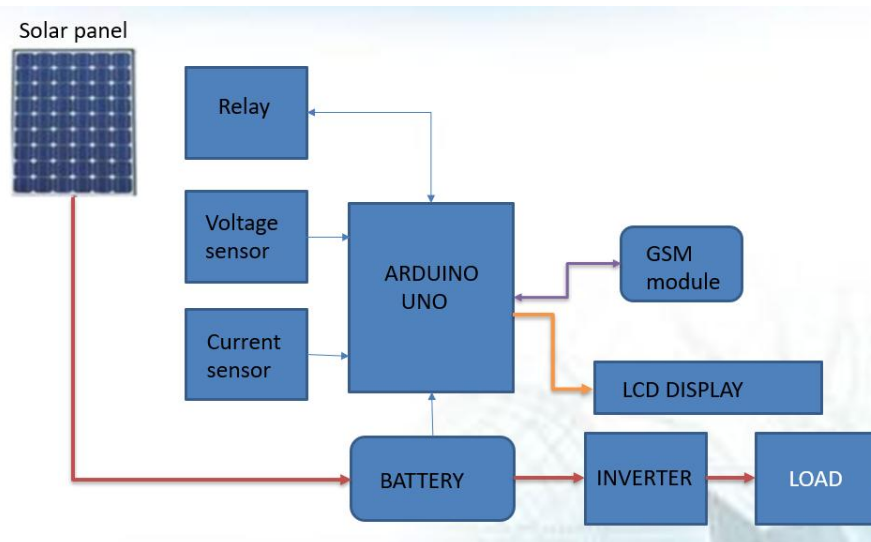 Solar panel
Relay
Voltage
sensor
ARDUINO
UNO
GSM
module
Current
sensor
LCD DISPLAY
BATTERY
INVERTER
LOAD